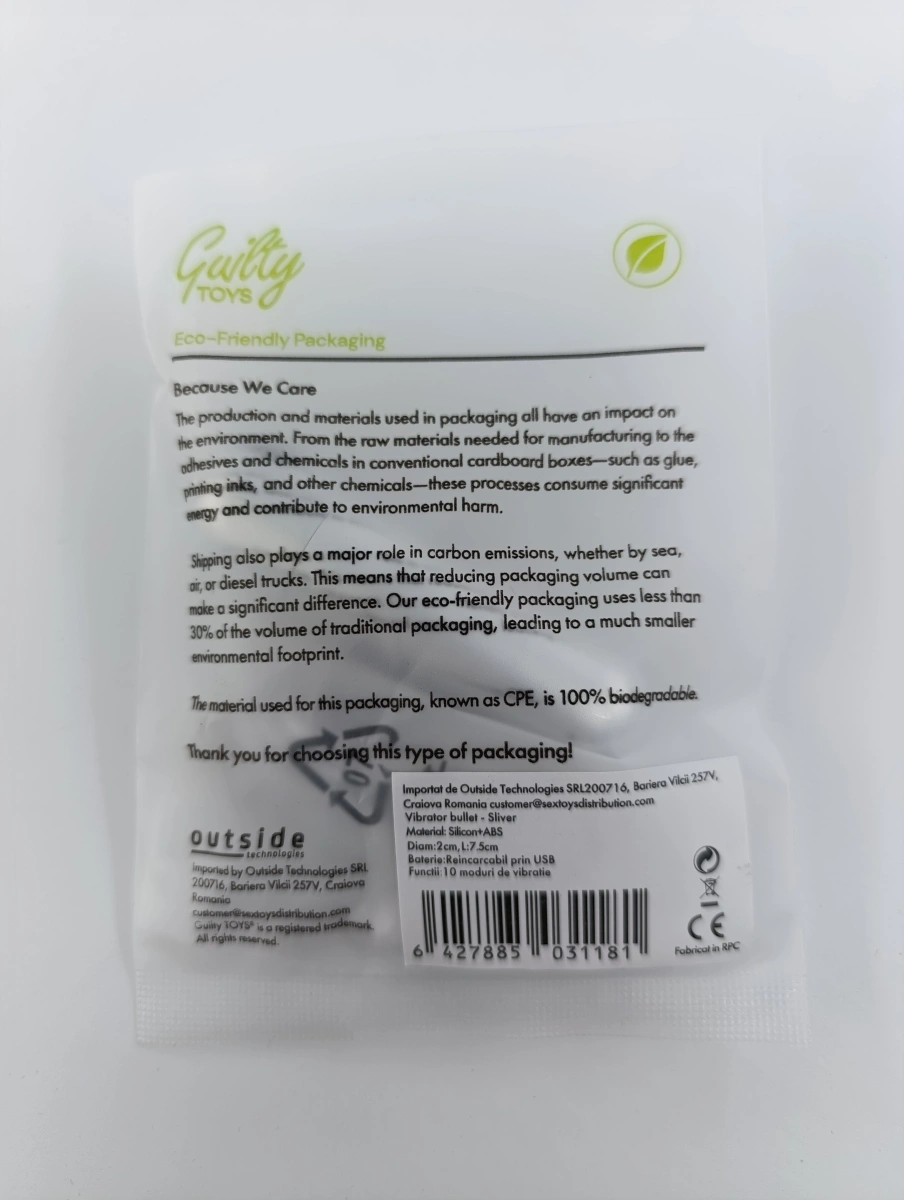 Guilty
TOYS
Eco-Friendly Packaging
Because We Care
The production and materials used in packaging all have an impact on
the environment. From the raw materials needed for manufacturing to the
adhesives and chemicals in conventional cardboard boxes—such as glue,
printing inks, and other chemicals—these processes consume significant
energy and contribute to environmental harm.
Shipping also plays a major role in carbon emissions, whether by sea,
air, or diesel trucks. This means that reducing packaging volume can
make a significant difference. Our eco-friendly packaging uses less than
30% of the volume of traditional packaging, leading to a much smaller
environmental footprint.
The material used for this packaging, known as CPE, is 100% biodegradable.
Thank you for choosing this type of packaging!
outside
technologies
Imported by Outside Technologies SRL
200716, Bariera Vilcii 257V, Craiova
Romania
customer@sextoysdistribution.com
Guilty TOYS® is a registered trademark.
All rights reserved.
Importat de Outside Technologies SRL200716, Bariera Vilcii 257V,
Craiova Romania customer@sextoysdistribution.com
Vibrator bullet - Sliver
Material: Silicon+ABS
Diam:2cm,L:7.5cm
Baterie:Reincarcabil prin USB
Functii:10 moduri de vibratie
6 427885 031181
CE
Fabricat in RPC